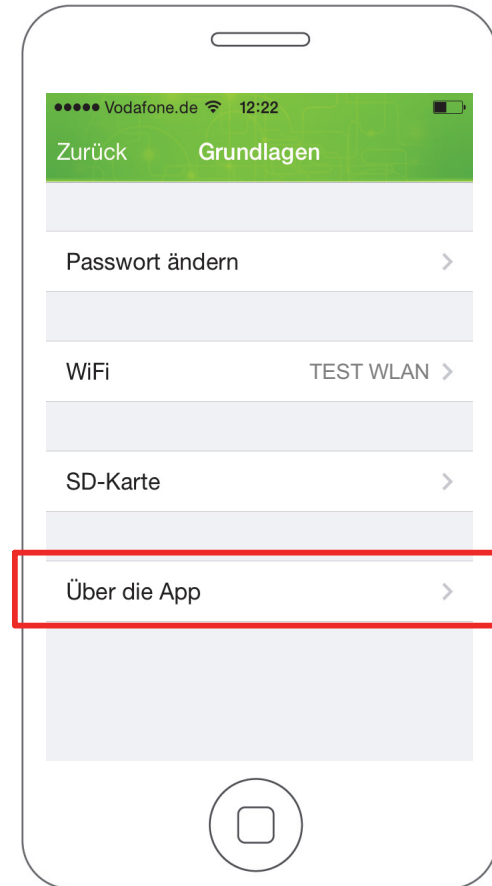 Vodafone.de 12:22
Zurück Grundlagen
Passwort ändern
WiFi TEST WLAN
SD-Karte
Über die App